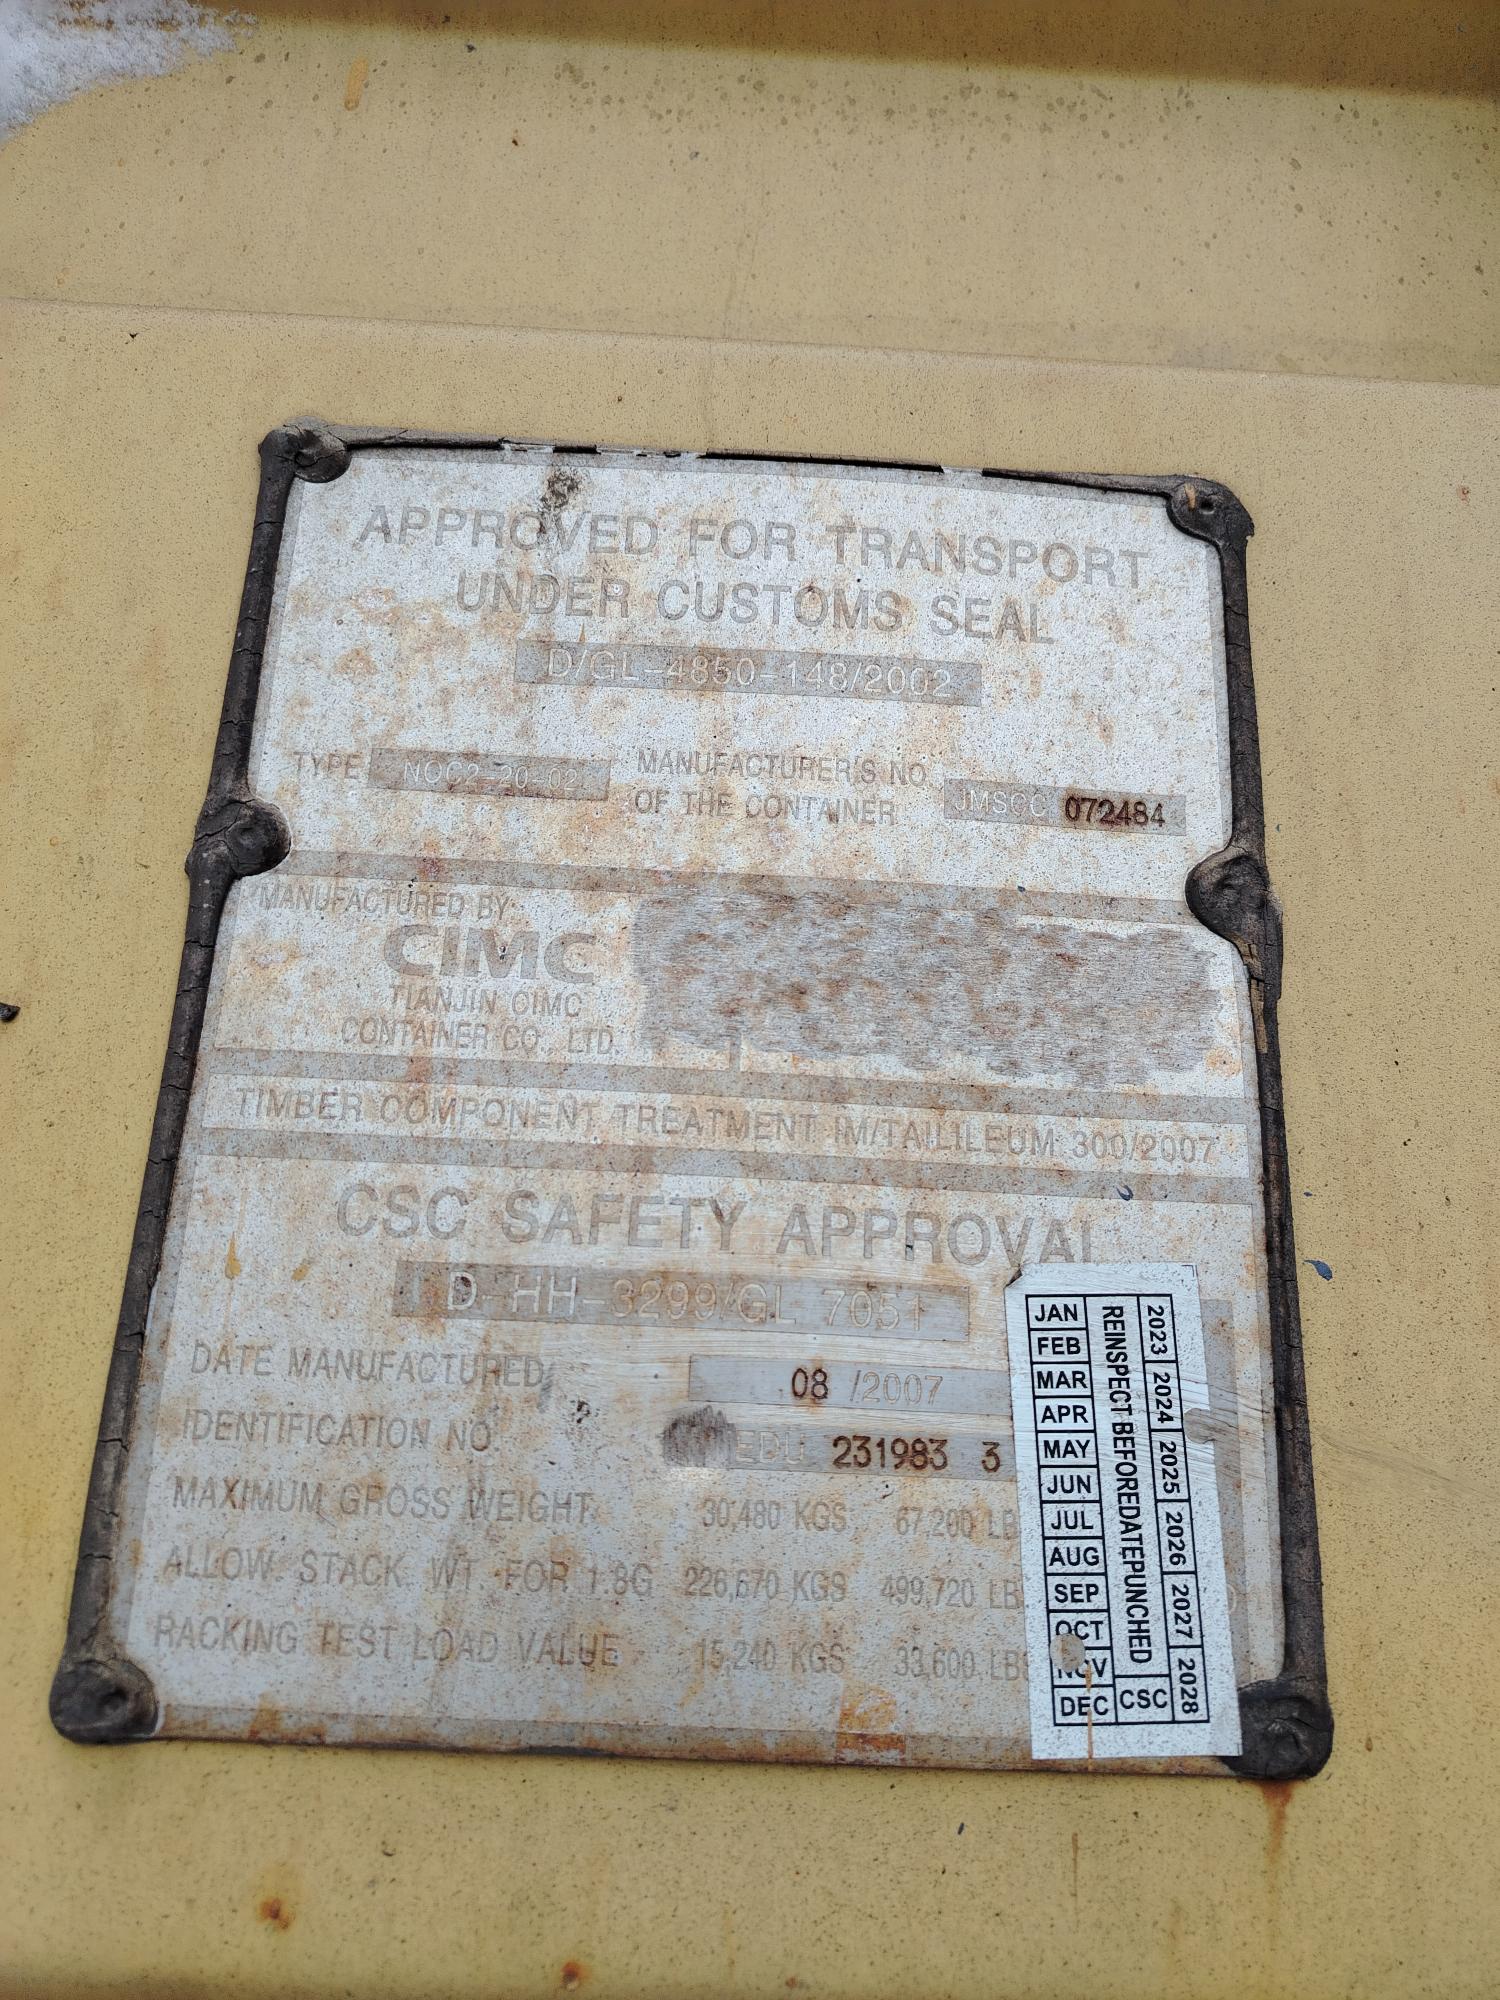 APPROVED FOR TRANSPORT
UNDER CUSTOMS SEAL
D/GL-4850-148/2002
TYPE NOC2-20-02 MANUFACTURER'S NO.
OF THE CONTAINER JMSCC 072484
MANUFACTURED BY
CIMC
TIANJIN CIMC
CONTAINER CO., LTD.
TIMBER COMPONENT TREATMENT IM/TAILILEUM 300/2007
CSC SAFETY APPROVAL
D-HH-3299/GL 7051
DATE MANUFACTURED 08 /2007
IDENTIFICATION NO. EDU 231983 3
MAXIMUM GROSS WEIGHT 30,480 KGS 67,200 LB
ALLOW. STACK. WT. FOR 1.8G 226,670 KGS 499,720 LB
RACKING TEST LOAD VALUE 15,240 KGS 33,600 LBS
2023 2024 2025 2026 2027 2028
REINSPECT BEFOREDATEPUNCHED CSC
JAN
FEB
MAR
APR
MAY
JUN
JUL
AUG
SEP
OCT
NOV
DEC